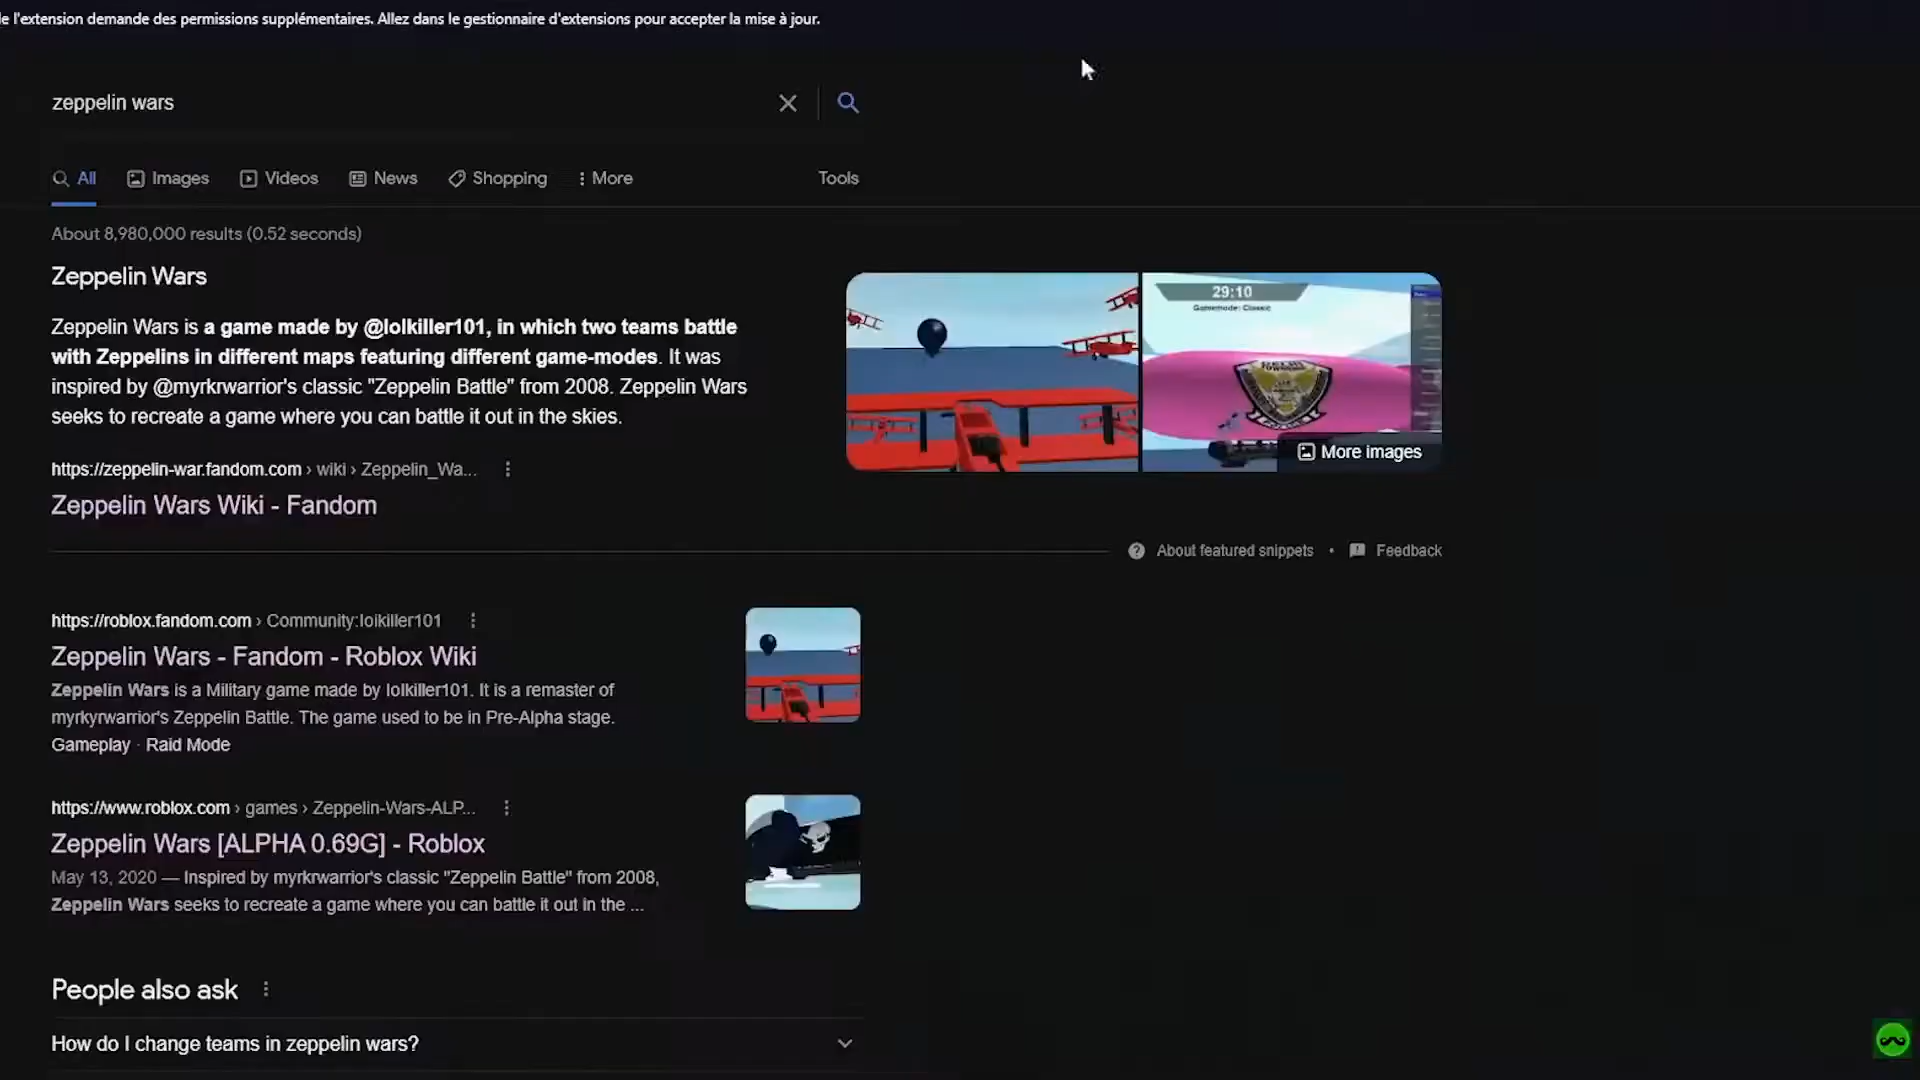 l'extension demande des permissions supplémentaires. Allez dans le gestionnaire d'extensions pour accepter la mise à jour.
zeppelin wars
All Images Videos News Shopping More Tools
About 8,980,000 results (0.52 seconds)
Zeppelin Wars
Zeppelin Wars is a game made by @lolkiller101, in which two teams battle
with Zeppelins in different maps featuring different game-modes. It was
inspired by @myrkrwarrior's classic "Zeppelin Battle" from 2008. Zeppelin Wars
seeks to recreate a game where you can battle it out in the skies.
29:10
Gamemode: Classic
More images
https://zeppelin-war.fandom.com › wiki › Zeppelin_Wa...
Zeppelin Wars Wiki - Fandom
About featured snippets • Feedback
https://roblox.fandom.com › Community:loikiller101
Zeppelin Wars - Fandom - Roblox Wiki
Zeppelin Wars is a Military game made by lolkiller101. It is a remaster of
myrkyrwarrior's Zeppelin Battle. The game used to be in Pre-Alpha stage.
Gameplay · Raid Mode
https://www.roblox.com › games › Zeppelin-Wars-ALP...
Zeppelin Wars [ALPHA 0.69G] - Roblox
May 13, 2020 — Inspired by myrkrwarrior's classic "Zeppelin Battle" from 2008,
Zeppelin Wars seeks to recreate a game where you can battle it out in the ...
People also ask
How do I change teams in zeppelin wars?